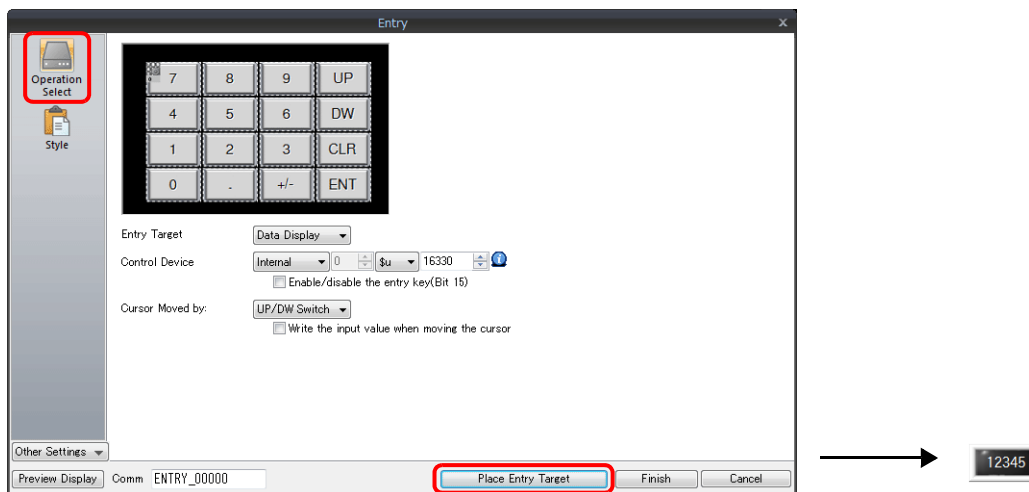 Entry
x
Operation
Select
Style
7 8 9 UP
4 5 6 DW
1 2 3 CLR
0 . +/- ENT
Entry Target Data Display
Control Device Internal 0 $u 16330
Enable/disable the entry key(Bit 15)
Cursor Moved by: UP/DW Switch
Write the input value when moving the cursor
Other Settings
Preview Display Comm ENTRY_00000 Place Entry Target Finish Cancel
12345